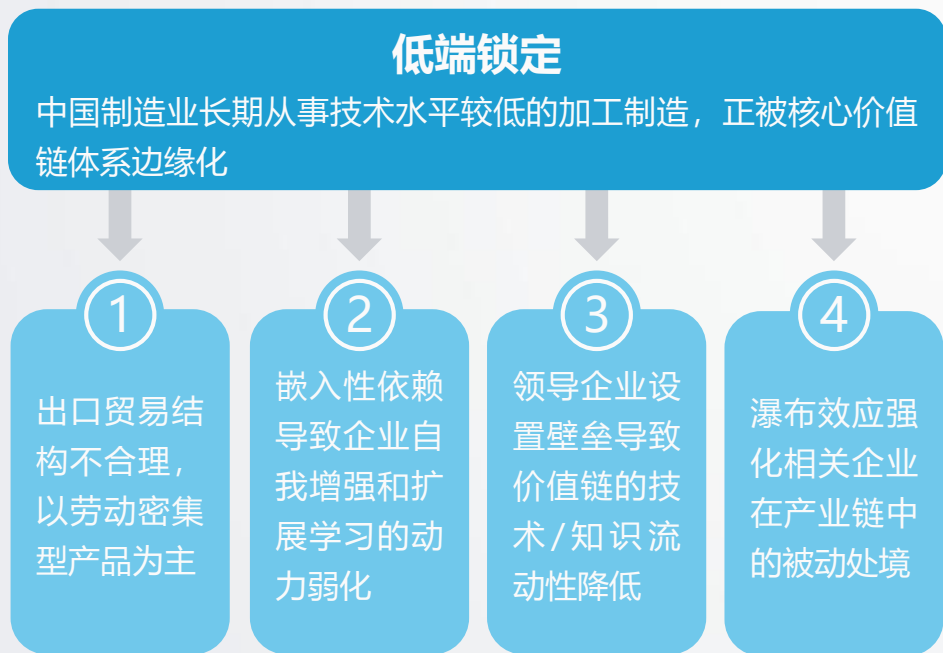 低端锁定
中国制造业长期从事技术水平较低的加工制造，正被核心价值
链体系边缘化
1
出口贸易结
构不合理，
以劳动密集
型产品为主
2
嵌入性依赖
导致企业自
我增强和扩
展学习的动
力弱化
3
领导企业设
置壁垒导致
价值链的技
术/知识流
动性降低
4
瀑布效应强
化相关企业
在产业链中
的被动处境